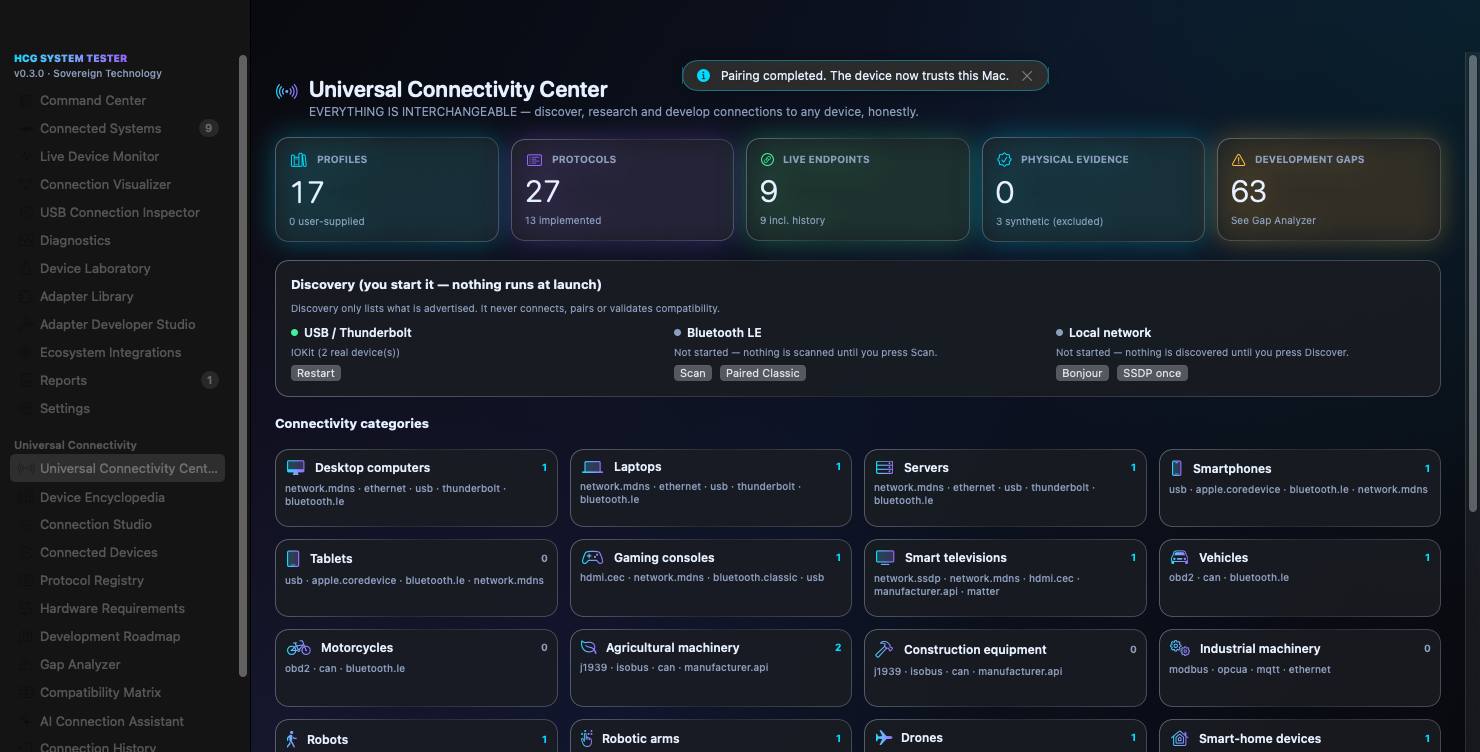 HCG SYSTEM TESTER
v0.3.0 · Sovereign Technology
Command Center
Connected Systems 9
Live Device Monitor
Connection Visualizer
USB Connection Inspector
Diagnostics
Device Laboratory
Adapter Library
Adapter Developer Studio
Ecosystem Integrations
Reports 1
Settings
Universal Connectivity
Universal Connectivity Cent...
Device Encyclopedia
Connection Studio
Connected Devices
Protocol Registry
Hardware Requirements
Development Roadmap
Gap Analyzer
Compatibility Matrix
AI Connection Assistant
Connection History
Pairing completed. The device now trusts this Mac.
Universal Connectivity Center
EVERYTHING IS INTERCHANGEABLE — discover, research and develop connections to any device, honestly.
PROFILES
17
0 user-supplied
PROTOCOLS
27
13 implemented
LIVE ENDPOINTS
9
9 incl. history
PHYSICAL EVIDENCE
0
3 synthetic (excluded)
DEVELOPMENT GAPS
63
See Gap Analyzer
Discovery (you start it — nothing runs at launch)
Discovery only lists what is advertised. It never connects, pairs or validates compatibility.
USB / Thunderbolt
IOKit (2 real device(s))
Restart
Bluetooth LE
Not started — nothing is scanned until you press Scan.
Scan Paired Classic
Local network
Not started — nothing is discovered until you press Discover.
Bonjour SSDP once
Connectivity categories
Desktop computers 1
network.mdns · ethernet · usb · thunderbolt ·
bluetooth.le
Laptops 1
network.mdns · ethernet · usb · thunderbolt ·
bluetooth.le
Servers 1
network.mdns · ethernet · usb · thunderbolt ·
bluetooth.le
Smartphones 1
usb · apple.coredevice · bluetooth.le · network.mdns
Tablets 0
usb · apple.coredevice · bluetooth.le · network.mdns
Gaming consoles 1
hdmi.cec · network.mdns · bluetooth.classic · usb
Smart televisions 1
network.ssdp · network.mdns · hdmi.cec ·
manufacturer.api · matter
Vehicles 1
obd2 · can · bluetooth.le
Motorcycles 0
obd2 · can · bluetooth.le
Agricultural machinery 2
j1939 · isobus · can · manufacturer.api
Construction equipment 0
j1939 · isobus · can · manufacturer.api
Industrial machinery 0
modbus · opcua · mqtt · ethernet
Robots 1
Robotic arms 1
Drones 1
Smart-home devices 1